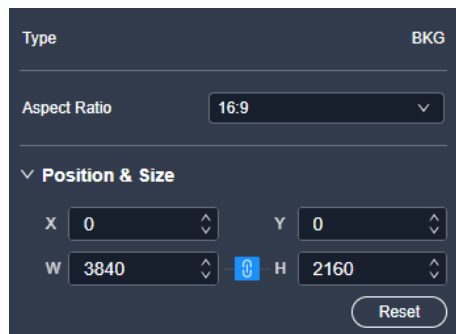 Type BKG
Aspect Ratio 16:9
Position & Size
X 0 Y 0
W 3840 H 2160
Reset